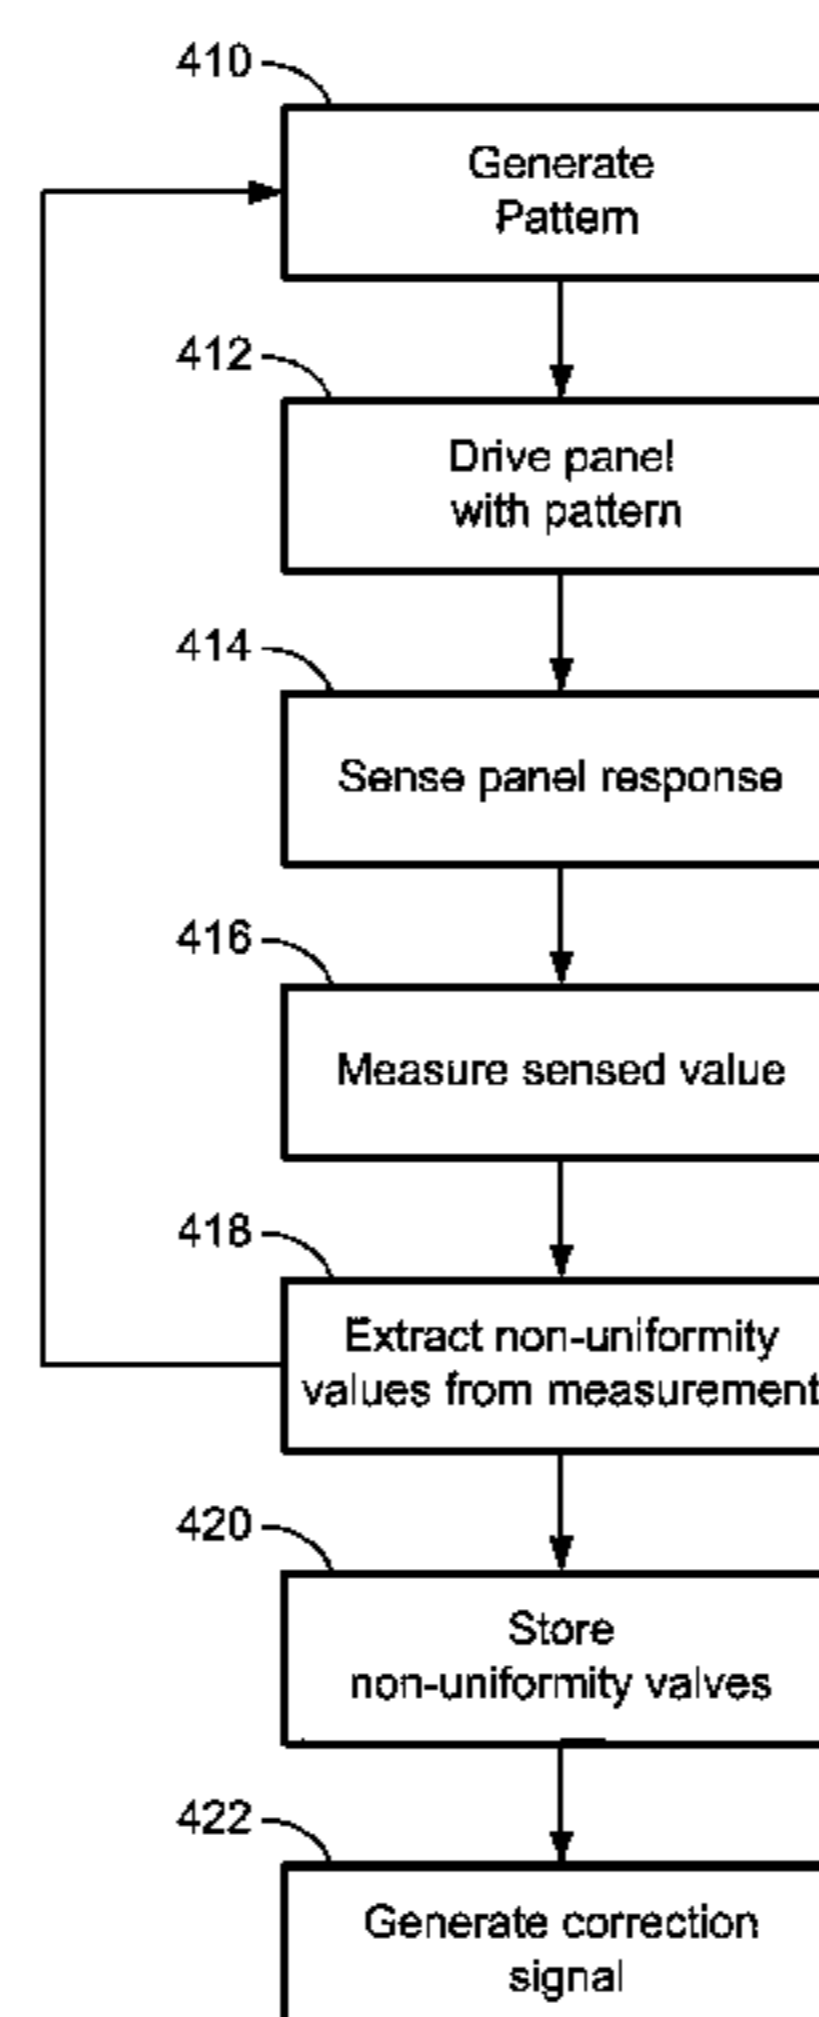 410
Generate
Pattern
412
Drive panel
with pattern
414
Sense panel response
416
Measure sensed value
418
Extract non-uniformity
values from measurement
420
Store
non-uniformity valves
422
Generate correction
signal